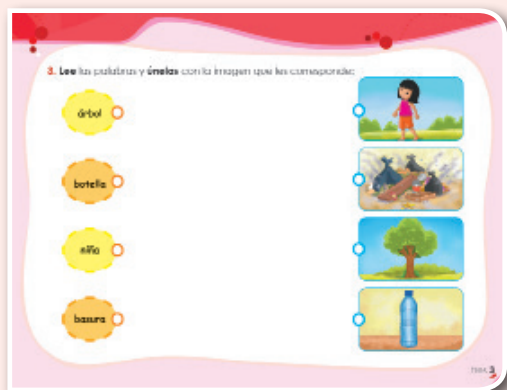 3. Lee las palabras y únelas con la imagen que les corresponde:
árbol
botella
niña
basura